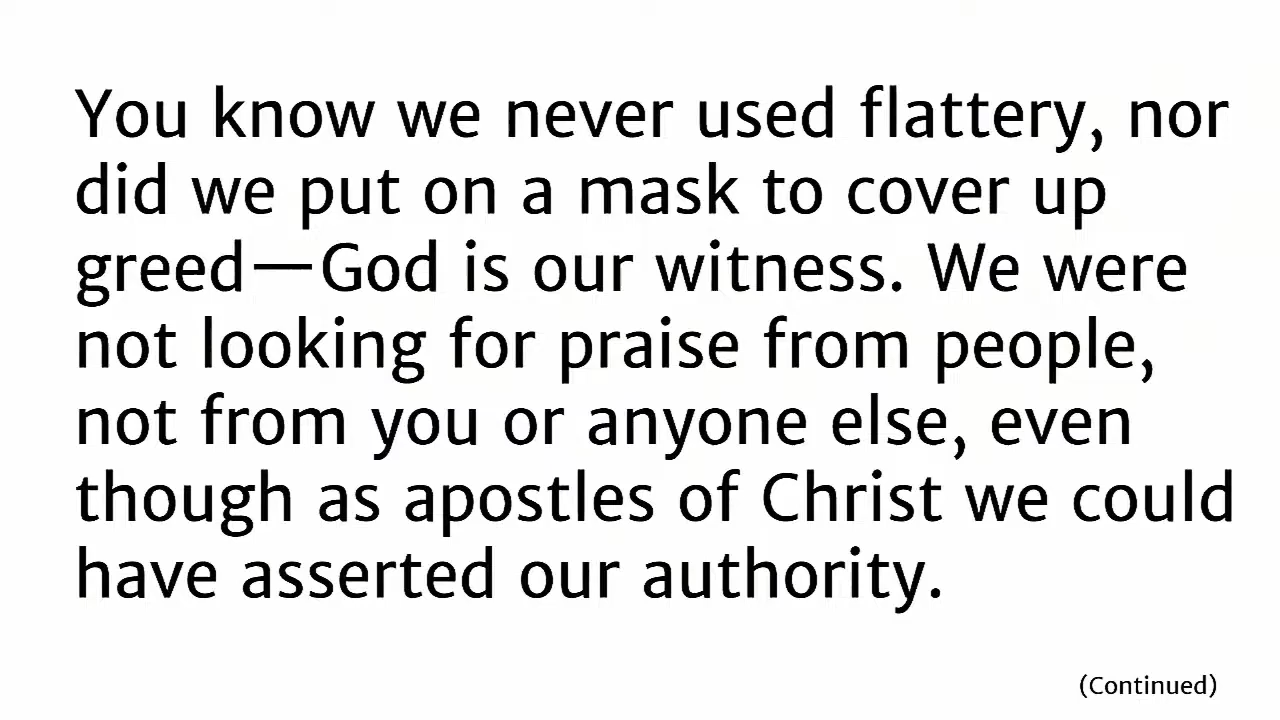 You know we never used flattery, nor
did we put on a mask to cover up
greed—God is our witness. We were
not looking for praise from people,
not from you or anyone else, even
though as apostles of Christ we could
have asserted our authority.
(Continued)